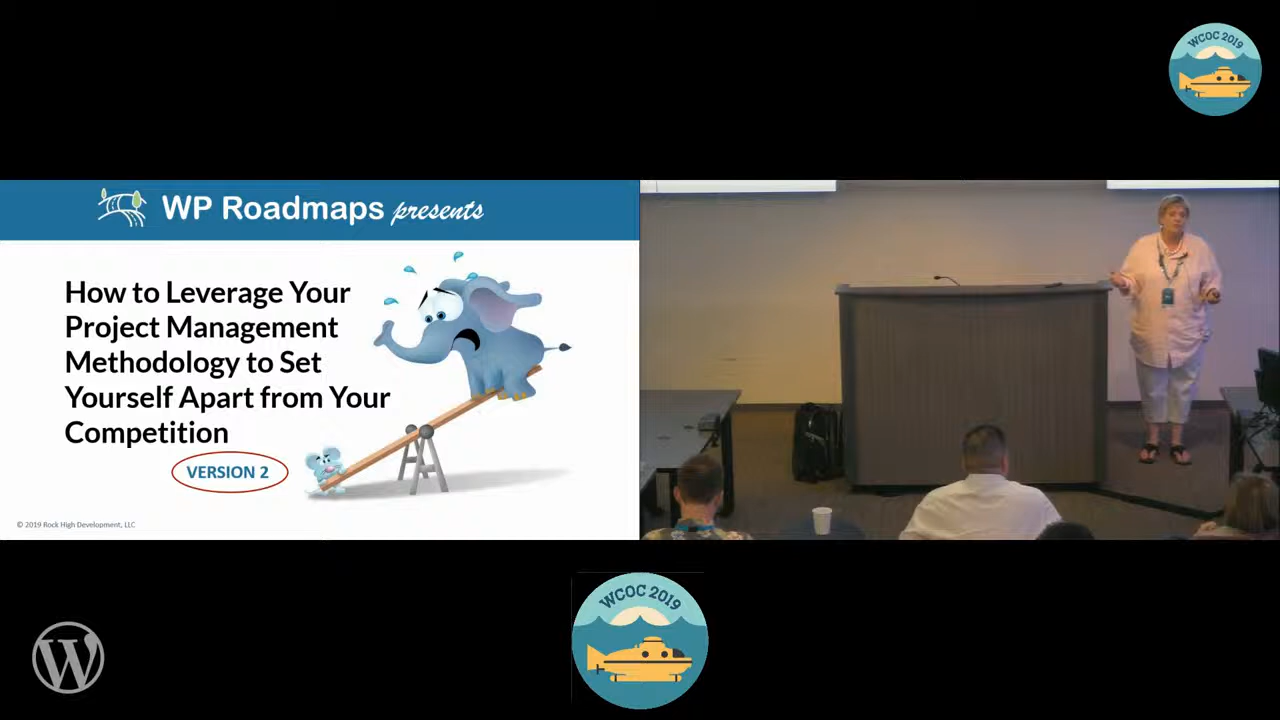 WCOC 2019
WP Roadmaps presents
How to Leverage Your
Project Management
Methodology to Set
Yourself Apart from Your
Competition
VERSION 2
© 2019 Rock High Development, LLC
WCOC 2019